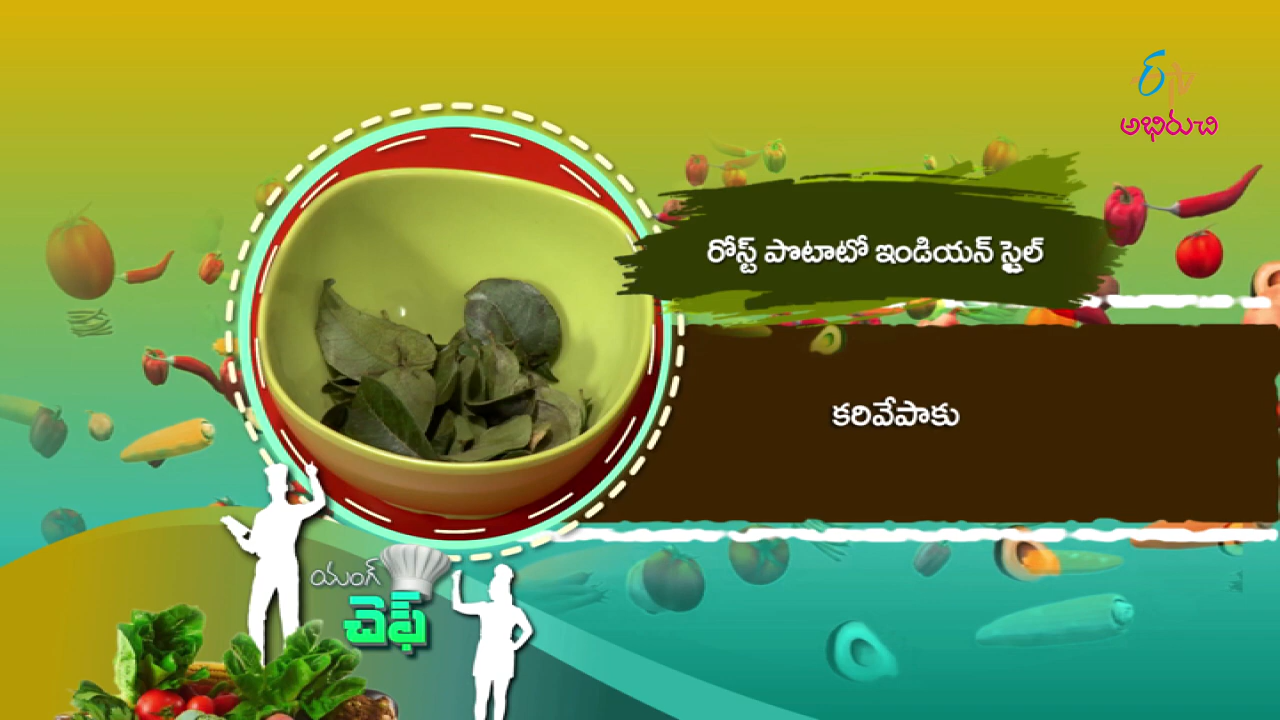 అభిరుచి
రోస్ట్ పొటాటో ఇండియన్ స్టైల్
కరివేపాకు
యంగ్
చెఫ్